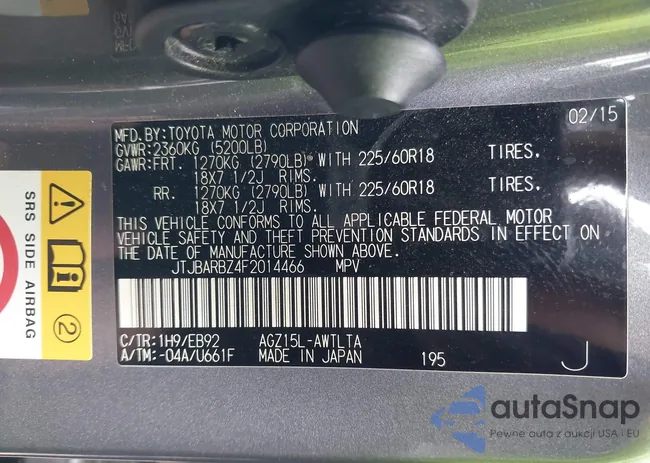 02/15
MFD.BY:TOYOTA MOTOR CORPORATION
GVWR:2360KG (5200LB)
GAWR:FRT. 1270KG (2790LB) WITH 225/60R18 TIRES.
18X7 1/2J RIMS.
RR. 1270KG (2790LB) WITH 225/60R18 TIRES.
18X7 1/2J RIMS.
THIS VEHICLE CONFORMS TO ALL APPLICABLE FEDERAL MOTOR
VEHICLE SAFETY AND THEFT PREVENTION STANDARDS IN EFFECT ON
THE DATE OF MANUFACTURE SHOWN ABOVE.
JTJBARBZ4F2014466 MPV
C/TR:1H9/EB92 AGZ15L-AWTLTA
A/TM:-04A/U661F MADE IN JAPAN 195 J
SRS SIDE AIRBAG
2
autaSnap
Pewne auta z aukcji USA i EU